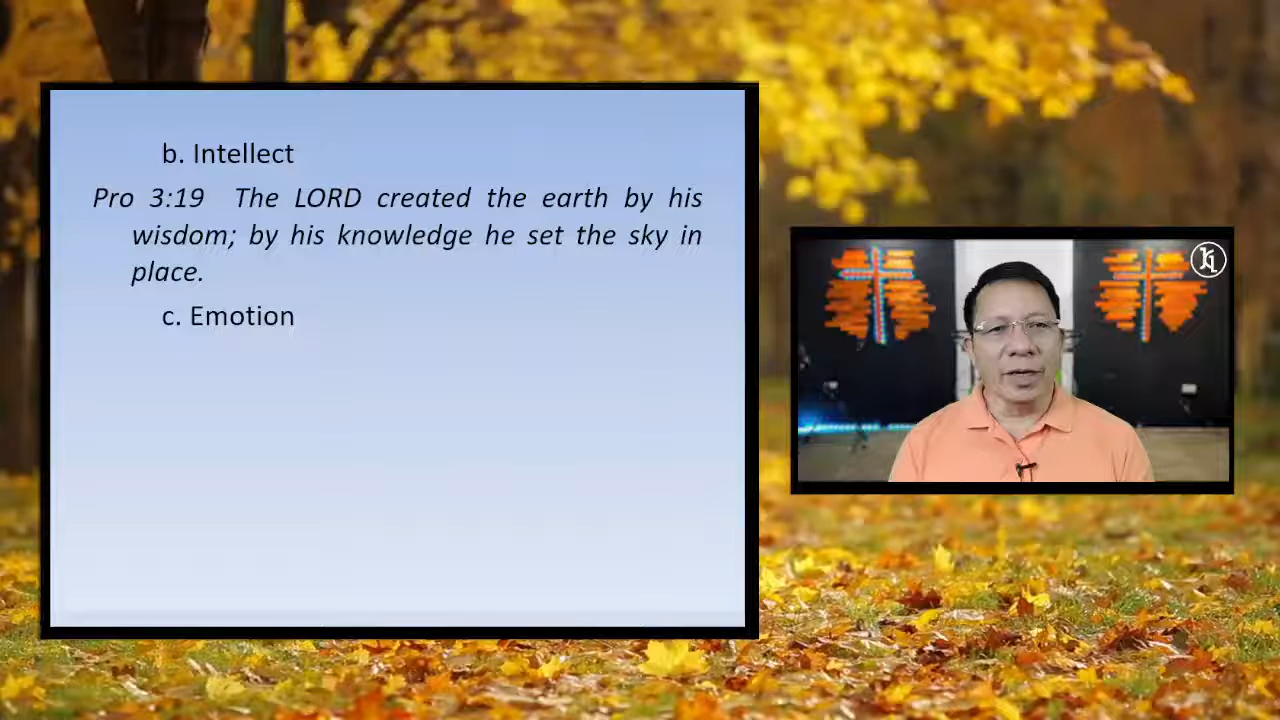 b. Intellect
Pro 3:19 The LORD created the earth by his
wisdom; by his knowledge he set the sky in
place.
c. Emotion